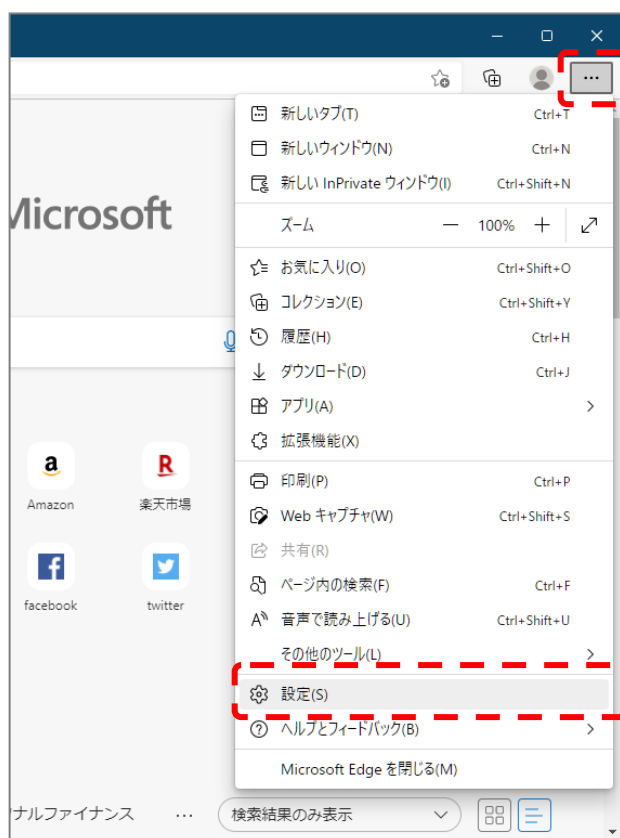 新しいタブ(T) Ctrl+T
新しいウィンドウ(N) Ctrl+N
新しい InPrivate ウィンドウ(I) Ctrl+Shift+N
Microsoft
ズーム 100%
お気に入り(O) Ctrl+Shift+O
コレクション(E) Ctrl+Shift+Y
履歴(H) Ctrl+H
ダウンロード(D) Ctrl+J
アプリ(A)
拡張機能(X)
印刷(P) Ctrl+P
Amazon
楽天市場
Web キャプチャ(W) Ctrl+Shift+S
共有(R)
ページ内の検索(F) Ctrl+F
facebook
twitter
音声で読み上げる(U) Ctrl+Shift+U
その他のツール(L)
設定(S)
ヘルプとフィードバック(B)
Microsoft Edge を閉じる(M)
ナルファイナンス … 検索結果のみ表示